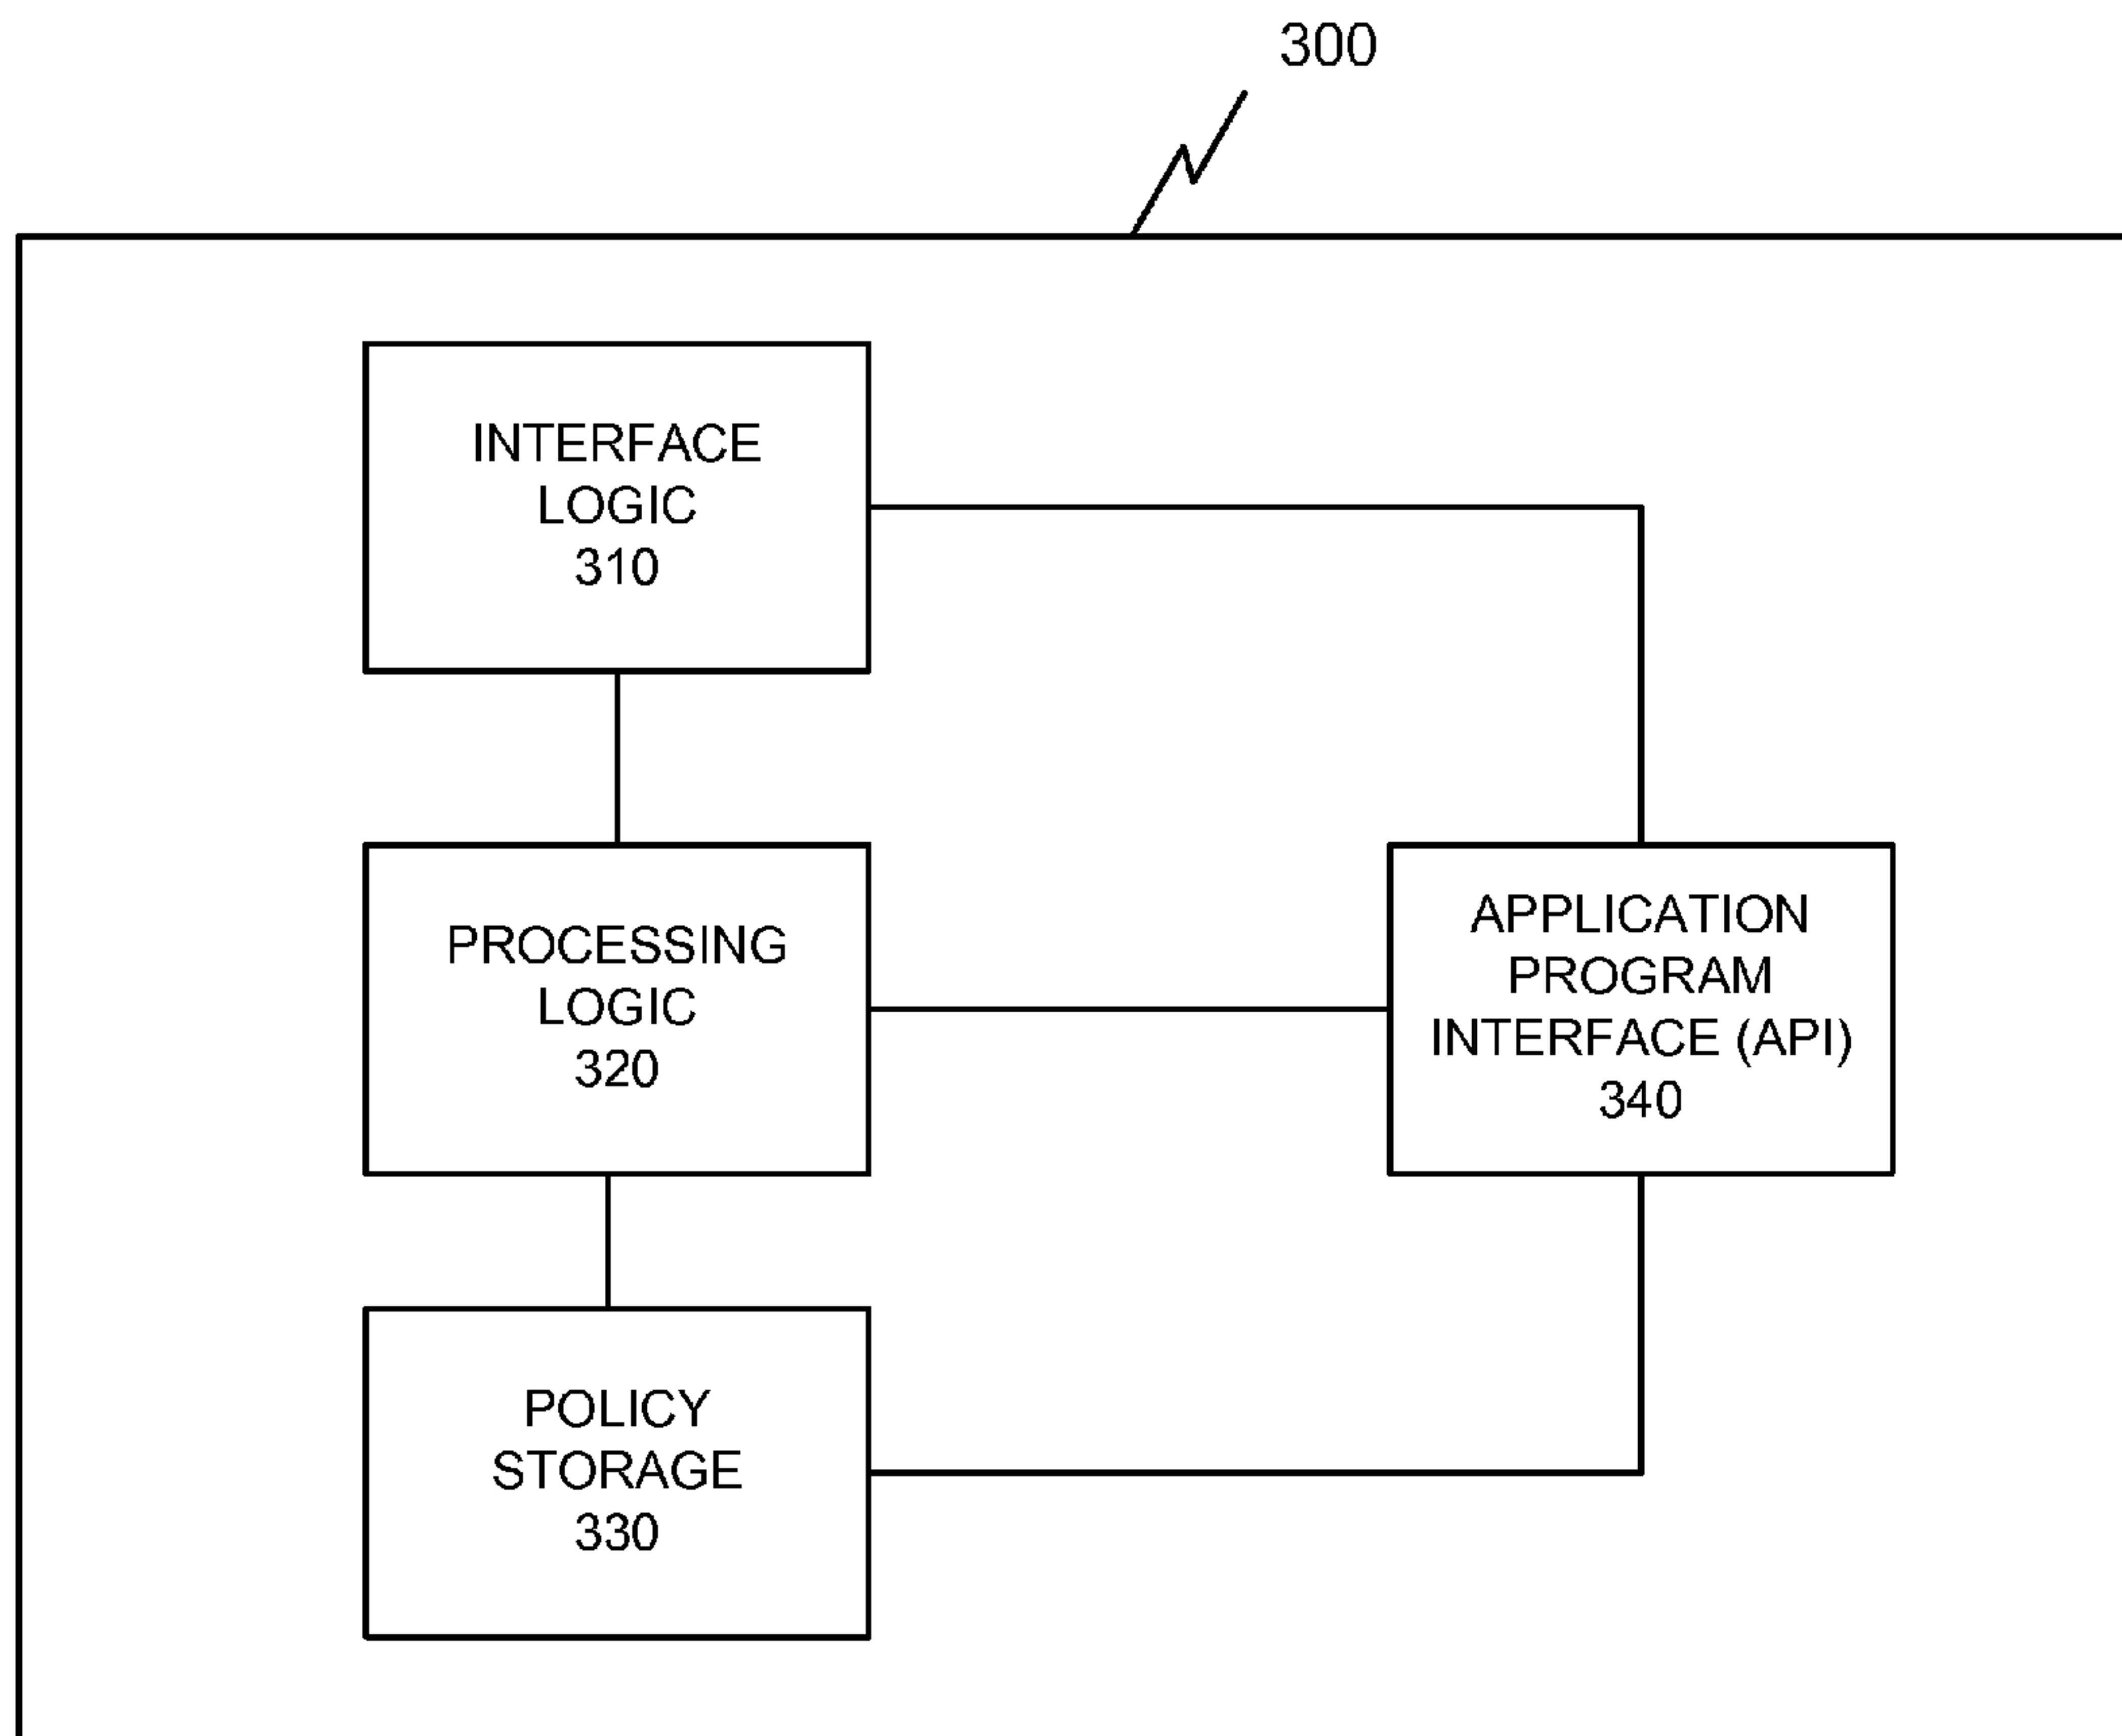 300
INTERFACE
LOGIC
310
PROCESSING
LOGIC
320
APPLICATION
PROGRAM
INTERFACE (API)
340
POLICY
STORAGE
330